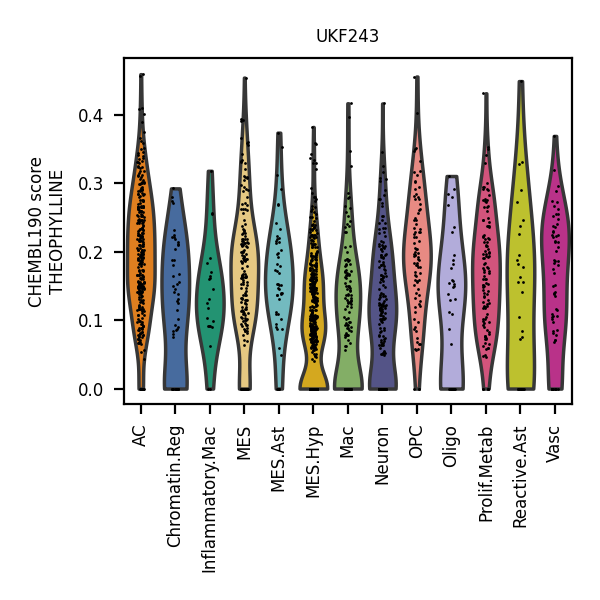 UKF243
CHEMBL190 score
THEOPHYLLINE
0.4
0.3
0.2
0.1
0.0
AC
Chromatin.Reg
Inflammatory.Mac
MES
MES.Ast
MES.Hyp
Mac
Neuron
OPC
Oligo
Prolif.Metab
Reactive.Ast
Vasc